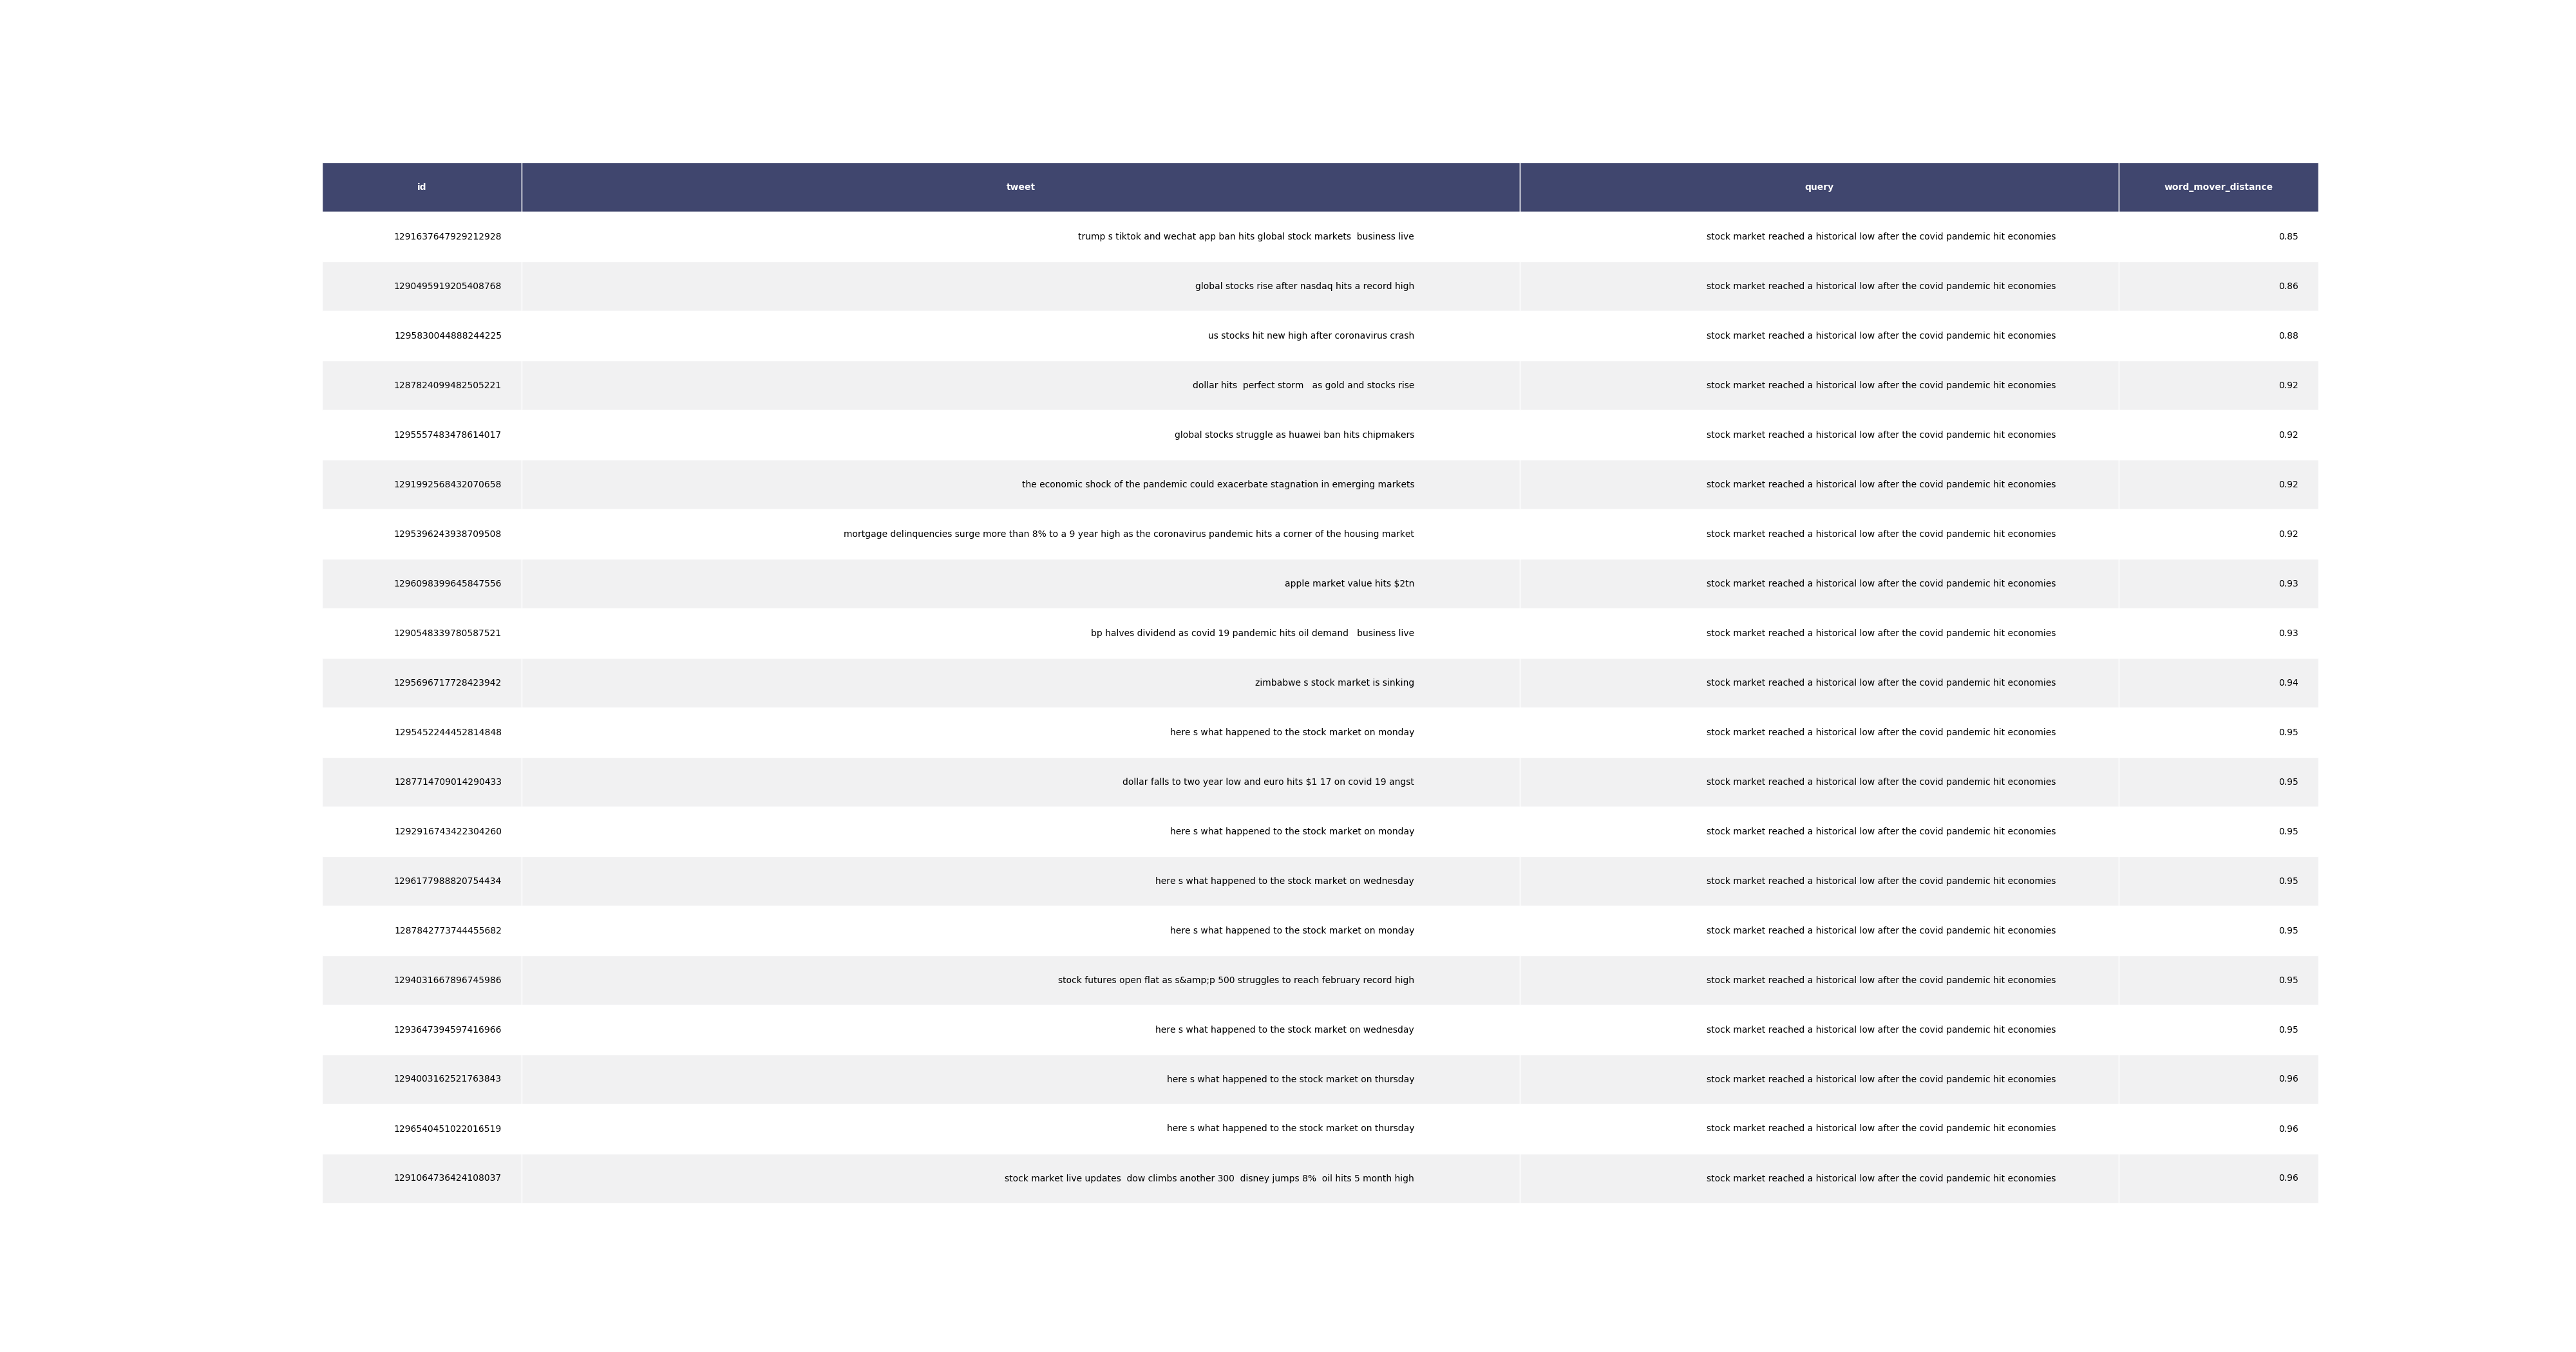 id tweet query word_mover_distance
1291637647929212928 trump s tiktok and wechat app ban hits global stock markets  business live stock market reached a historical low after the covid pandemic hit economies 0.85
1290495919205408768 global stocks rise after nasdaq hits a record high stock market reached a historical low after the covid pandemic hit economies 0.86
1295830044888244225 us stocks hit new high after coronavirus crash stock market reached a historical low after the covid pandemic hit economies 0.88
1287824099482505221 dollar hits  perfect storm   as gold and stocks rise stock market reached a historical low after the covid pandemic hit economies 0.92
1295557483478614017 global stocks struggle as huawei ban hits chipmakers stock market reached a historical low after the covid pandemic hit economies 0.92
1291992568432070658 the economic shock of the pandemic could exacerbate stagnation in emerging markets stock market reached a historical low after the covid pandemic hit economies 0.92
1295396243938709508 mortgage delinquencies surge more than 8% to a 9 year high as the coronavirus pandemic hits a corner of the housing market stock market reached a historical low after the covid pandemic hit economies 0.92
1296098399645847556 apple market value hits $2tn stock market reached a historical low after the covid pandemic hit economies 0.93
1290548339780587521 bp halves dividend as covid 19 pandemic hits oil demand   business live stock market reached a historical low after the covid pandemic hit economies 0.93
1295696717728423942 zimbabwe s stock market is sinking stock market reached a historical low after the covid pandemic hit economies 0.94
1295452244452814848 here s what happened to the stock market on monday stock market reached a historical low after the covid pandemic hit economies 0.95
1287714709014290433 dollar falls to two year low and euro hits $1 17 on covid 19 angst stock market reached a historical low after the covid pandemic hit economies 0.95
1292916743422304260 here s what happened to the stock market on monday stock market reached a historical low after the covid pandemic hit economies 0.95
1296177988820754434 here s what happened to the stock market on wednesday stock market reached a historical low after the covid pandemic hit economies 0.95
1287842773744455682 here s what happened to the stock market on monday stock market reached a historical low after the covid pandemic hit economies 0.95
1294031667896745986 stock futures open flat as s&amp;p 500 struggles to reach february record high stock market reached a historical low after the covid pandemic hit economies 0.95
1293647394597416966 here s what happened to the stock market on wednesday stock market reached a historical low after the covid pandemic hit economies 0.95
1294003162521763843 here s what happened to the stock market on thursday stock market reached a historical low after the covid pandemic hit economies 0.96
1296540451022016519 here s what happened to the stock market on thursday stock market reached a historical low after the covid pandemic hit economies 0.96
1291064736424108037 stock market live updates  dow climbs another 300  disney jumps 8%  oil hits 5 month high stock market reached a historical low after the covid pandemic hit economies 0.96